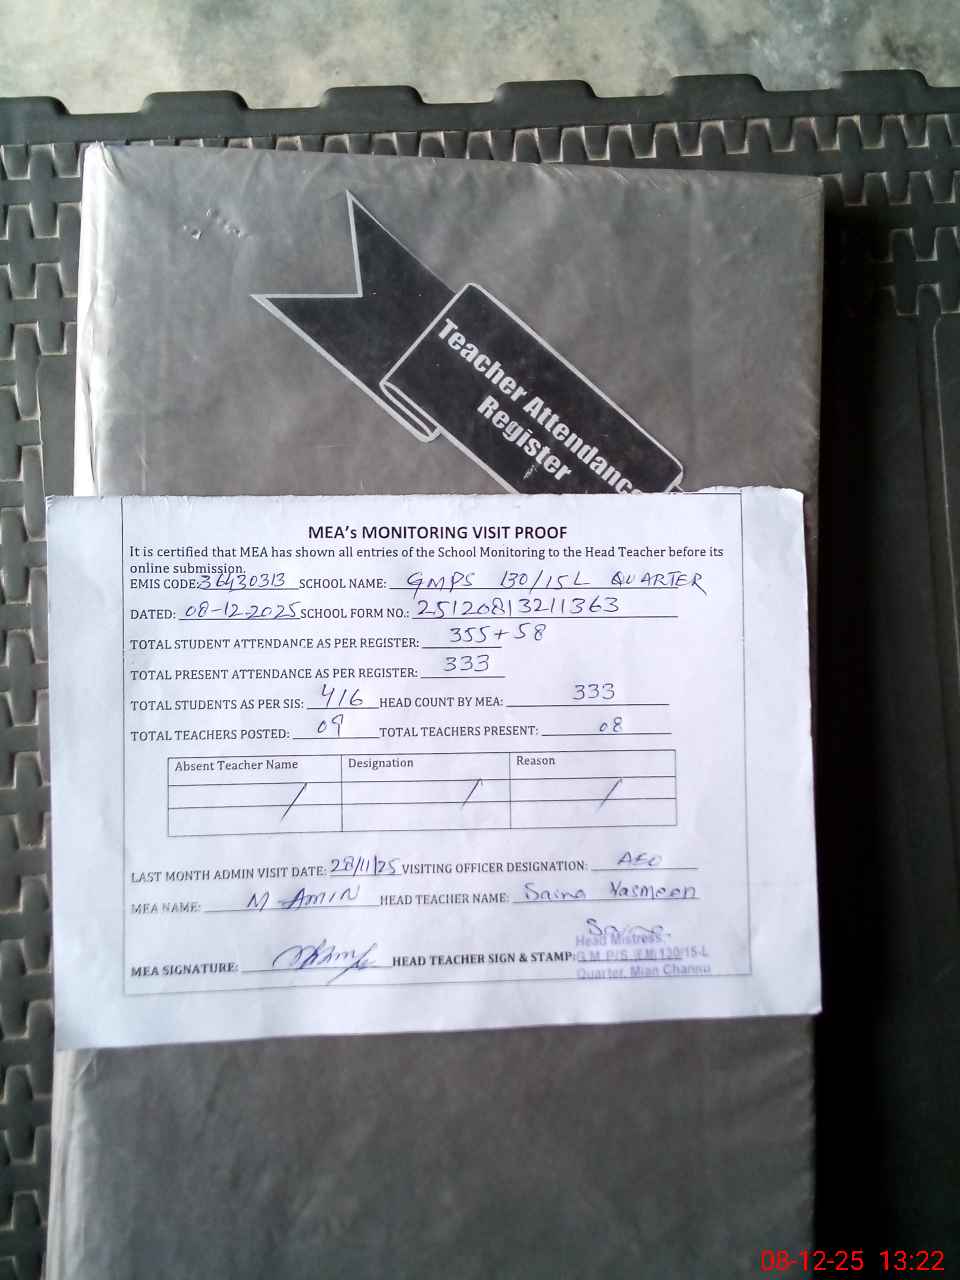 Teacher Attendance
Register
MEA's MONITORING VISIT PROOF
It is certified that MEA has shown all entries of the School Monitoring to the Head Teacher before its
online submission.
EMIS CODE: 36430313 SCHOOL NAME: GMPS 130/15L QUARTER
DATED: 08-12-2025 SCHOOL FORM NO.: 25120813211363
TOTAL STUDENT ATTENDANCE AS PER REGISTER: 355+58
TOTAL PRESENT ATTENDANCE AS PER REGISTER: 333
TOTAL STUDENTS AS PER SIS: 416 HEAD COUNT BY MEA: 333
TOTAL TEACHERS POSTED: 09 TOTAL TEACHERS PRESENT: 08
Absent Teacher Name Designation Reason
/ / /
LAST MONTH ADMIN VISIT DATE: 28/11/25 VISITING OFFICER DESIGNATION: AEO
MEA NAME: M AMIN HEAD TEACHER NAME: Saina Yasmeen
MEA SIGNATURE: HEAD TEACHER SIGN & STAMP:
Head Mistress,
G.M.P/S 130/15-L
Quarter, Mian Channu
08-12-25 13:22